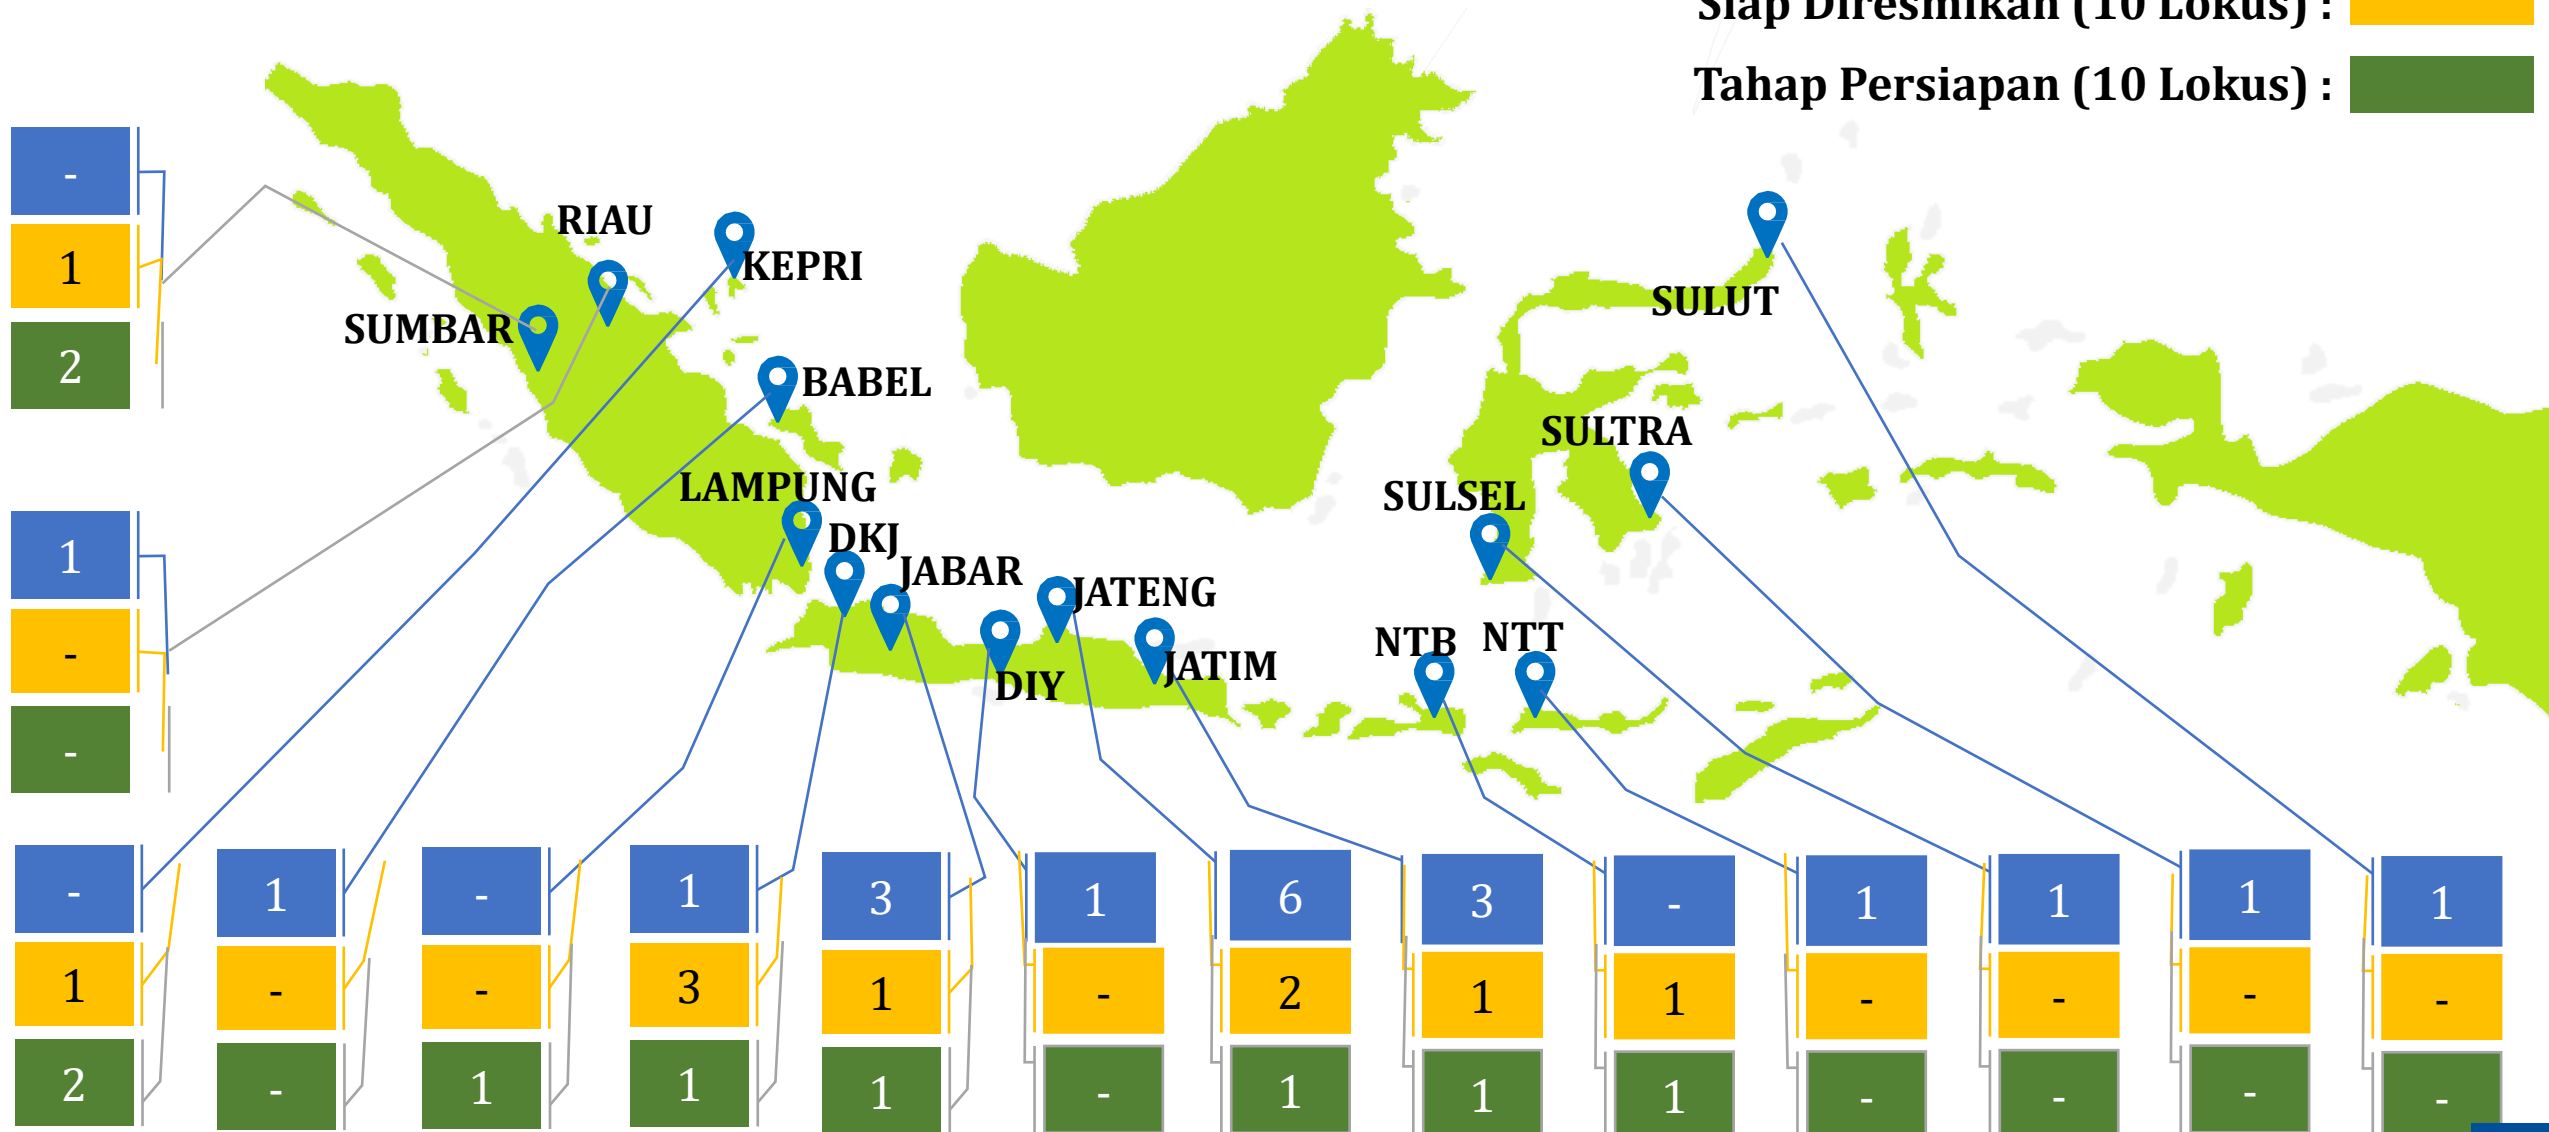 Siap Diresmikan (10 Lokus) :
Tahap Persiapan (10 Lokus) :
-
1
2
RIAU
KEPRI
SUMBAR
SULUT
BABEL
SULTRA
LAMPUNG
SULSEL
DKJ
JABAR
JATENG
NTB
NTT
JATIM
DIY
1
-
-
- 1 - 1 3 1 6 3 - 1 1 1 1
1 - - 3 1 - 2 1 1 - - - -
2 - 1 1 1 - 1 1 1 - - - -